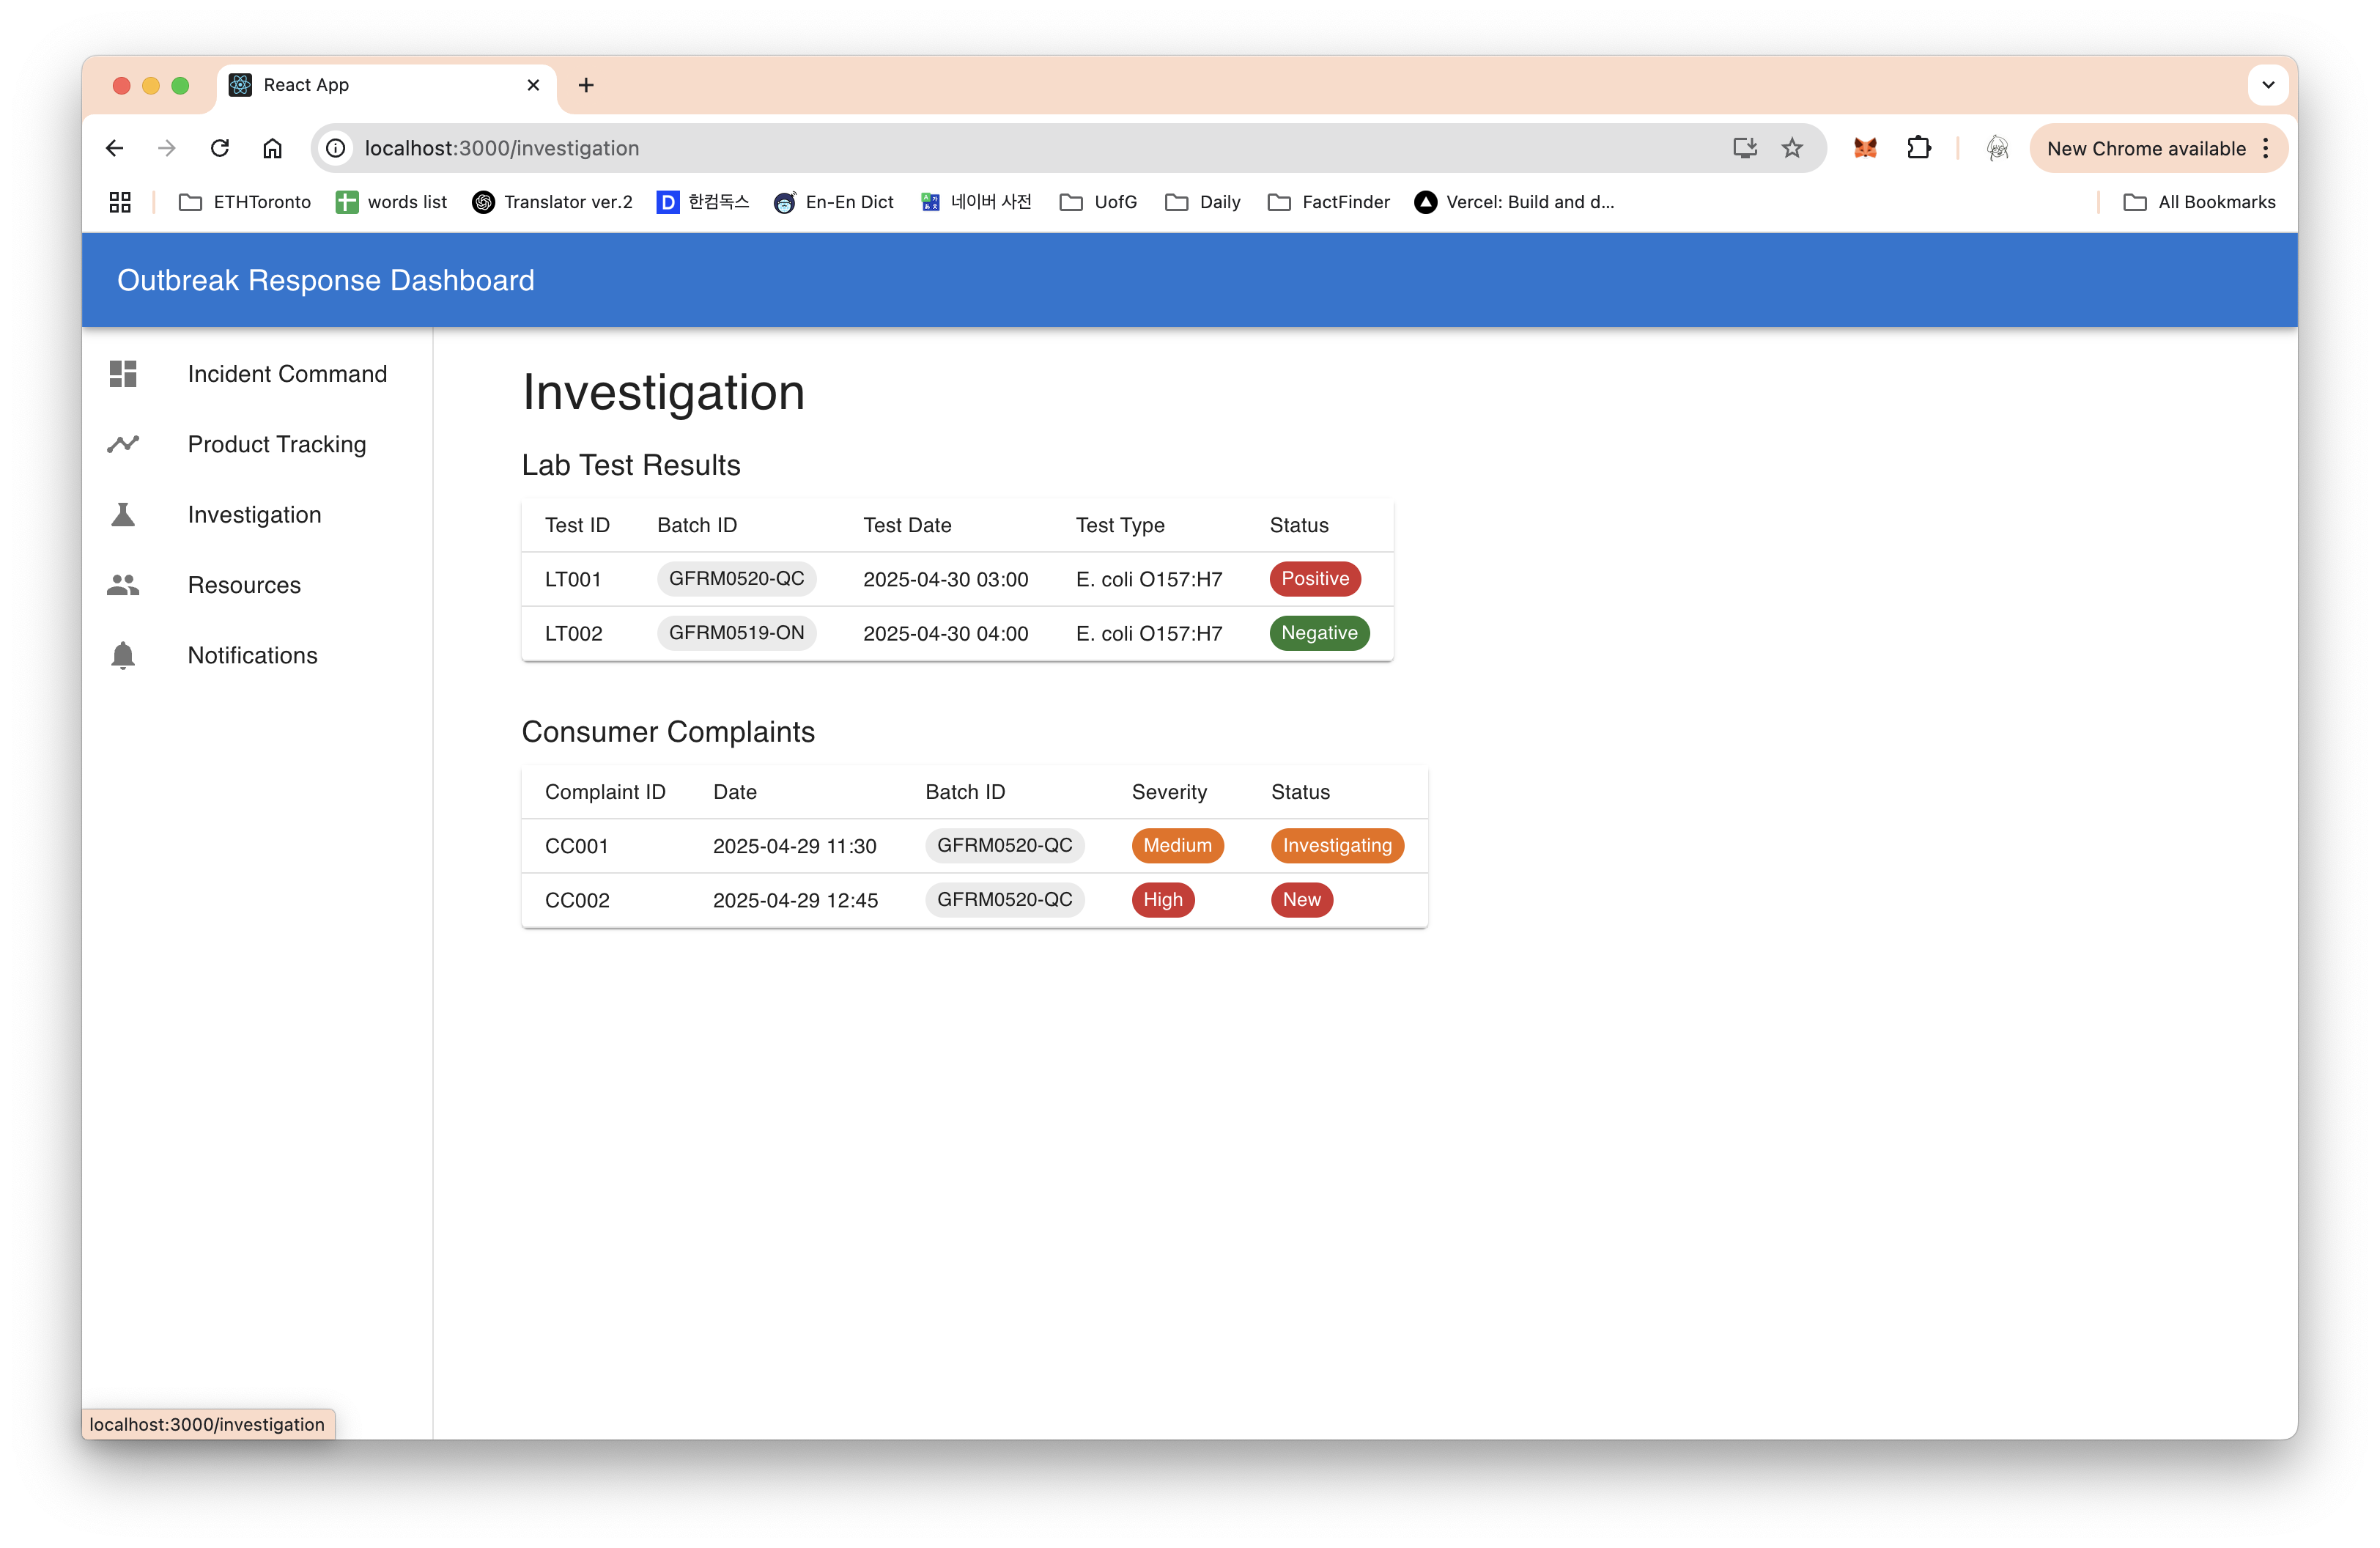 React App
localhost:3000/investigation
New Chrome available
ETHToronto words list Translator ver.2 한컴독스 En-En Dict 네이버 사전 UofG Daily FactFinder Vercel: Build and d... All Bookmarks
Outbreak Response Dashboard
Incident Command
Product Tracking
Investigation
Resources
Notifications
Investigation
Lab Test Results
Test ID Batch ID Test Date Test Type Status
LT001 GFRM0520-QC 2025-04-30 03:00 E. coli O157:H7 Positive
LT002 GFRM0519-ON 2025-04-30 04:00 E. coli O157:H7 Negative
Consumer Complaints
Complaint ID Date Batch ID Severity Status
CC001 2025-04-29 11:30 GFRM0520-QC Medium Investigating
CC002 2025-04-29 12:45 GFRM0520-QC High New
localhost:3000/investigation